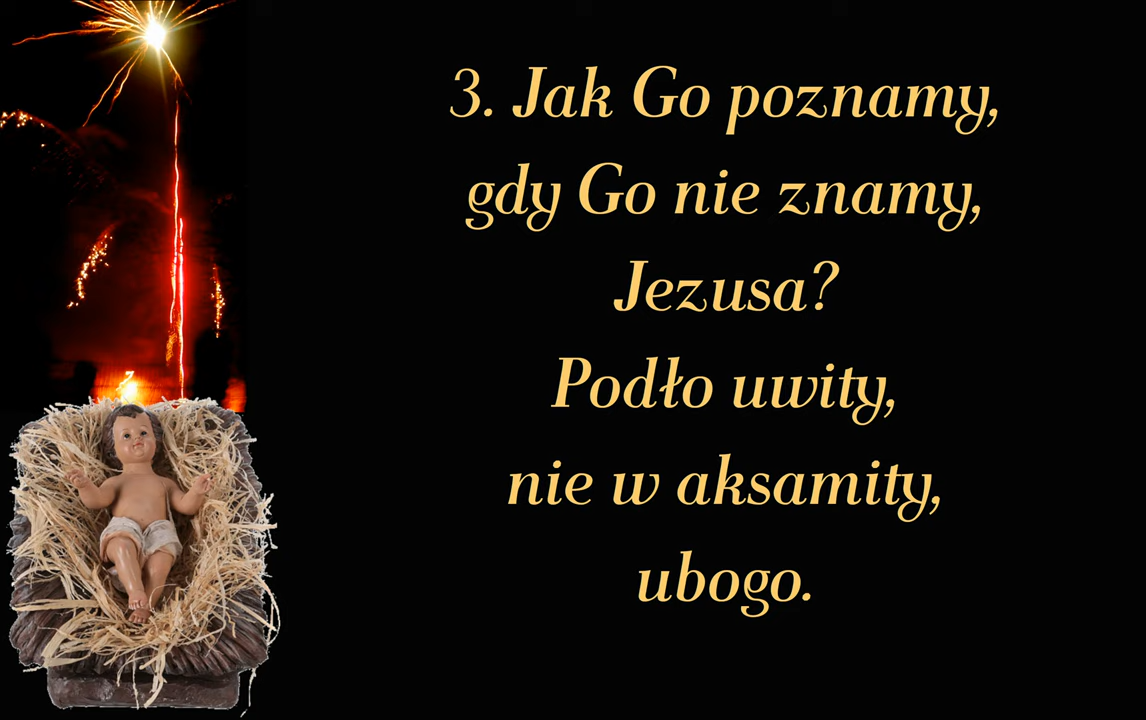 3. Jak Go poznamy,
gdy Go nie znamy,
Jezusa?
Podło uwity,
nie w aksamity,
ubogo.